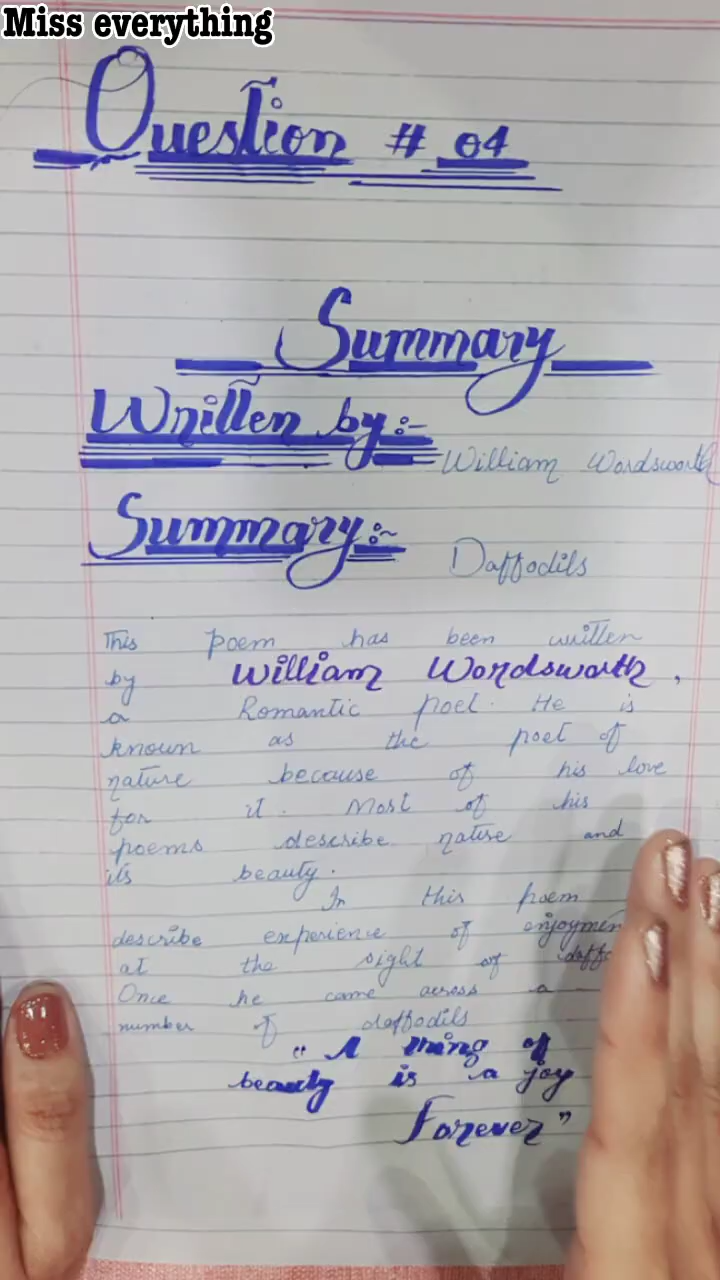 Miss everything
Question # 04
Summary
Written by:-
William Wordsworth
Summary:~
Daffodils
This poem has been written
by William Wordsworth,
a Romantic poet. He is
known as the poet of
nature because of his love
for it. Most of his
poems describe nature and
its beauty.
In this poem
describe experience of enjoymen
at the sight of daffo
Once he came across a
number of daffodils
"A thing of
beauty is a joy
Forever"